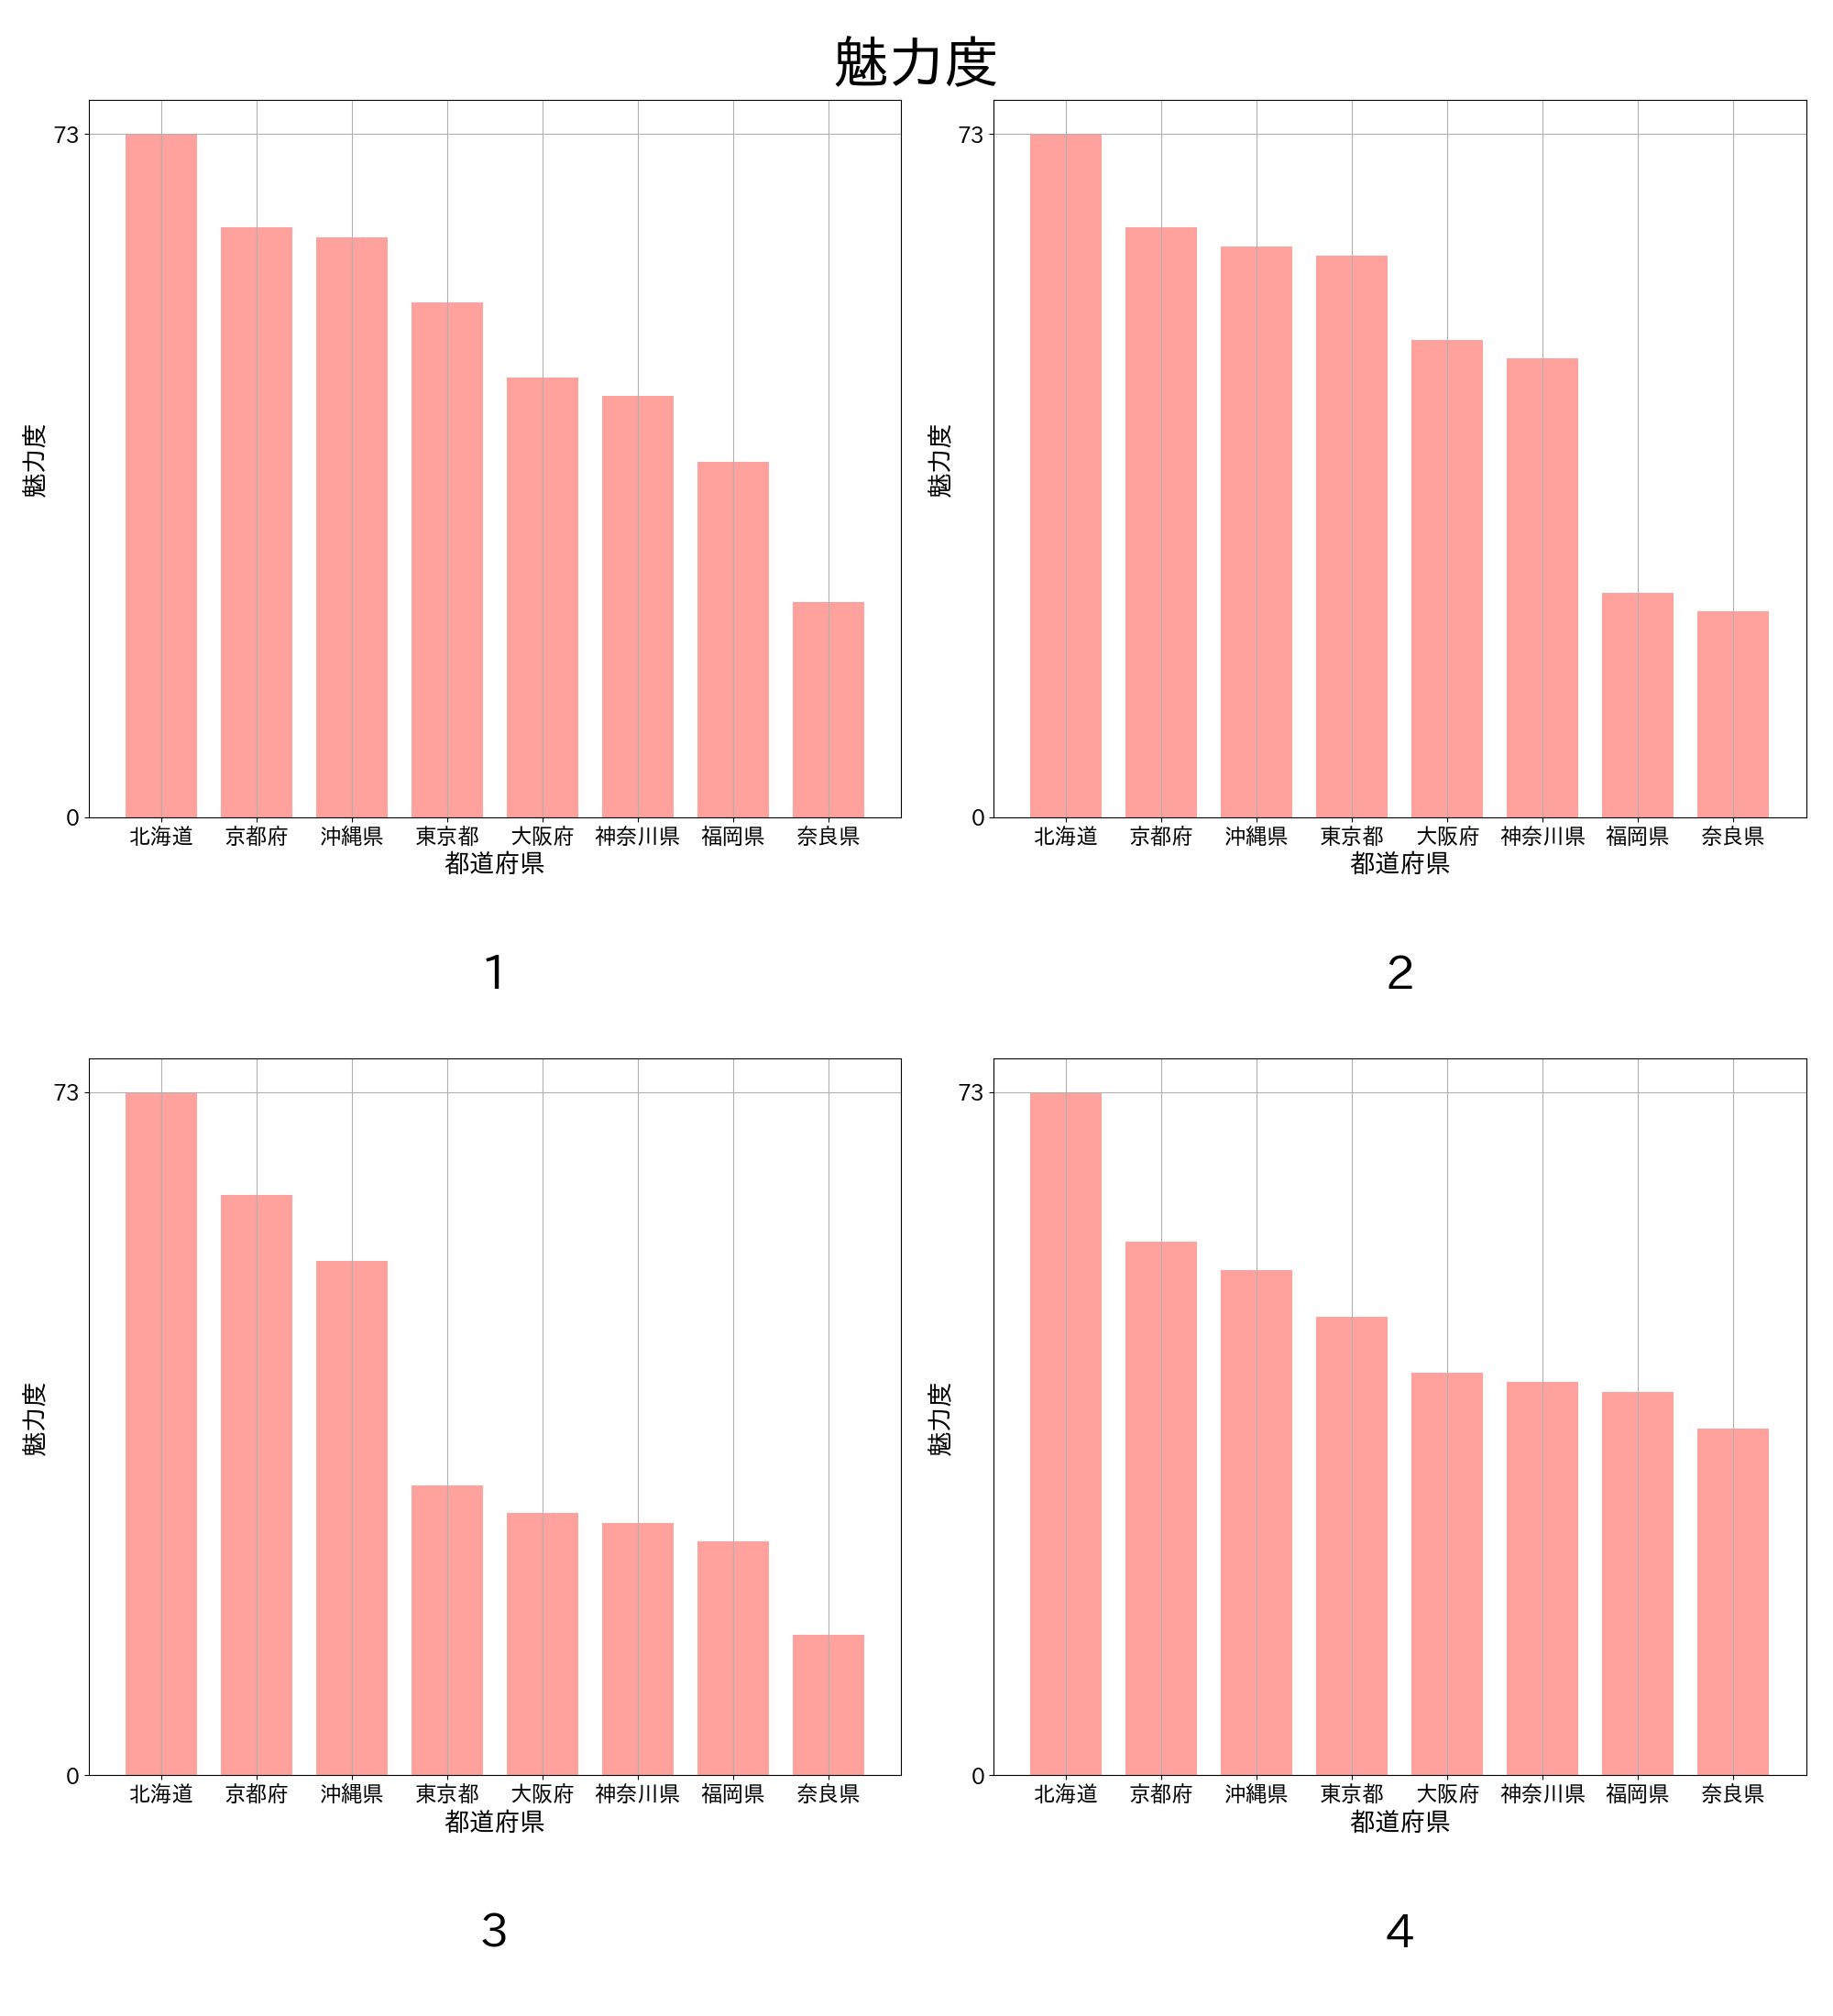 魅力度
73
0
魅力度
北海道 京都府 沖縄県 東京都 大阪府 神奈川県 福岡県 奈良県
都道府県
1
73
0
魅力度
北海道 京都府 沖縄県 東京都 大阪府 神奈川県 福岡県 奈良県
都道府県
2
73
0
魅力度
北海道 京都府 沖縄県 東京都 大阪府 神奈川県 福岡県 奈良県
都道府県
3
73
0
魅力度
北海道 京都府 沖縄県 東京都 大阪府 神奈川県 福岡県 奈良県
都道府県
4